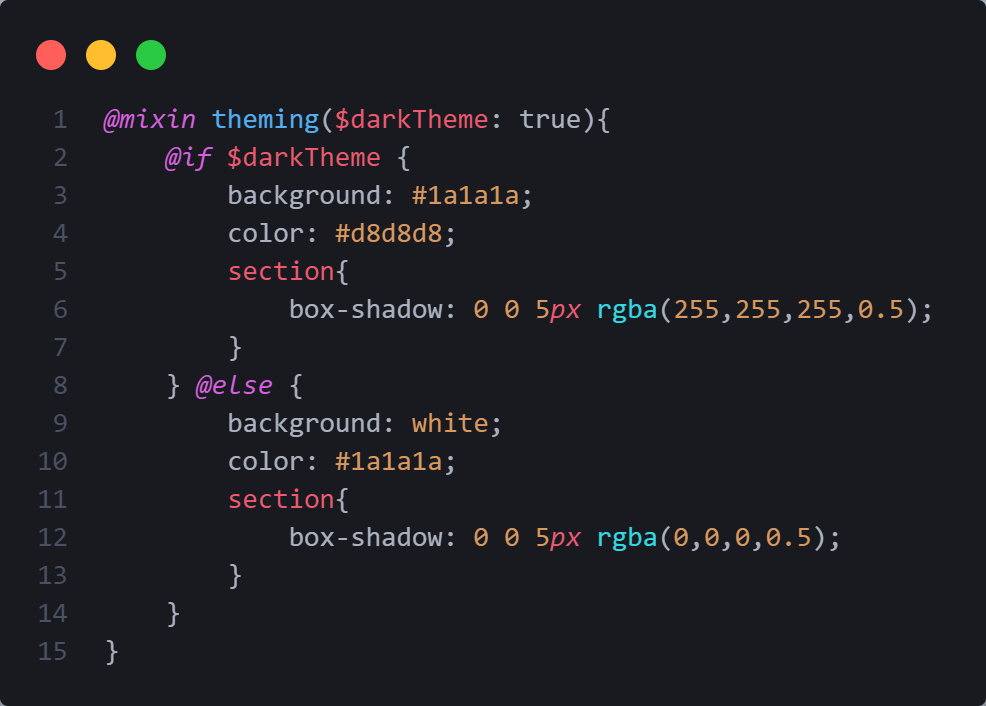 1 @mixin theming($darkTheme: true){
2     @if $darkTheme {
3         background: #1a1a1a;
4         color: #d8d8d8;
5         section{
6             box-shadow: 0 0 5px rgba(255,255,255,0.5);
7         }
8     } @else {
9         background: white;
10         color: #1a1a1a;
11         section{
12             box-shadow: 0 0 5px rgba(0,0,0,0.5);
13         }
14     }
15 }